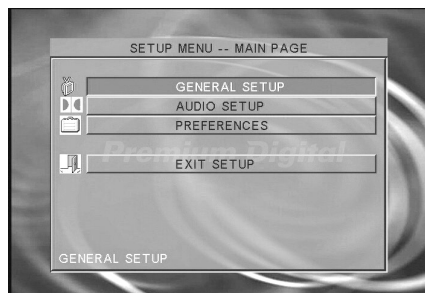 SETUP MENU -- MAIN PAGE
GENERAL SETUP
AUDIO SETUP
PREFERENCES
Premium Digital
EXIT SETUP
GENERAL SETUP